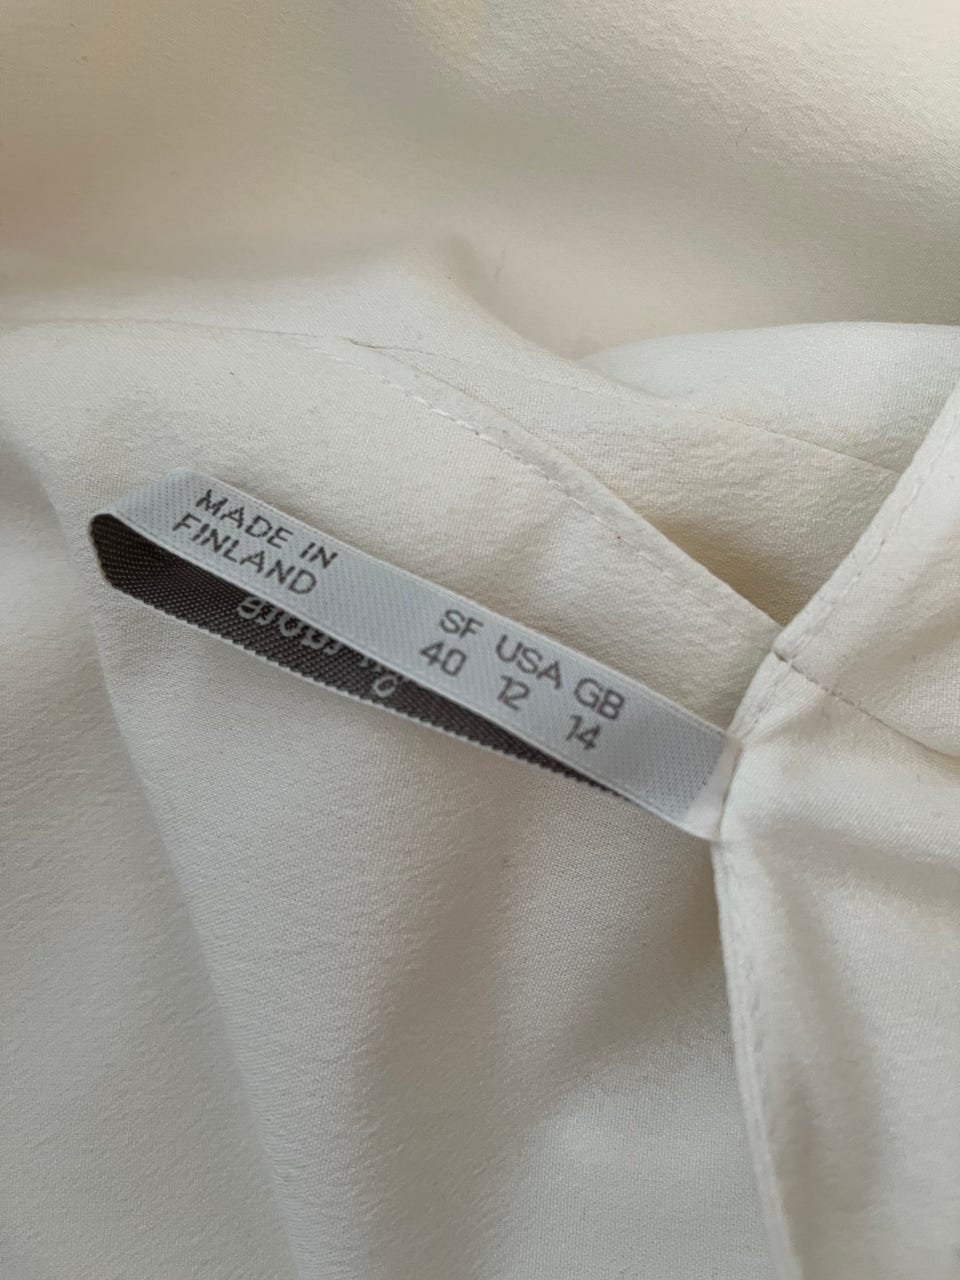 MADE IN
FINLAND
SF USA GB
40 12 14